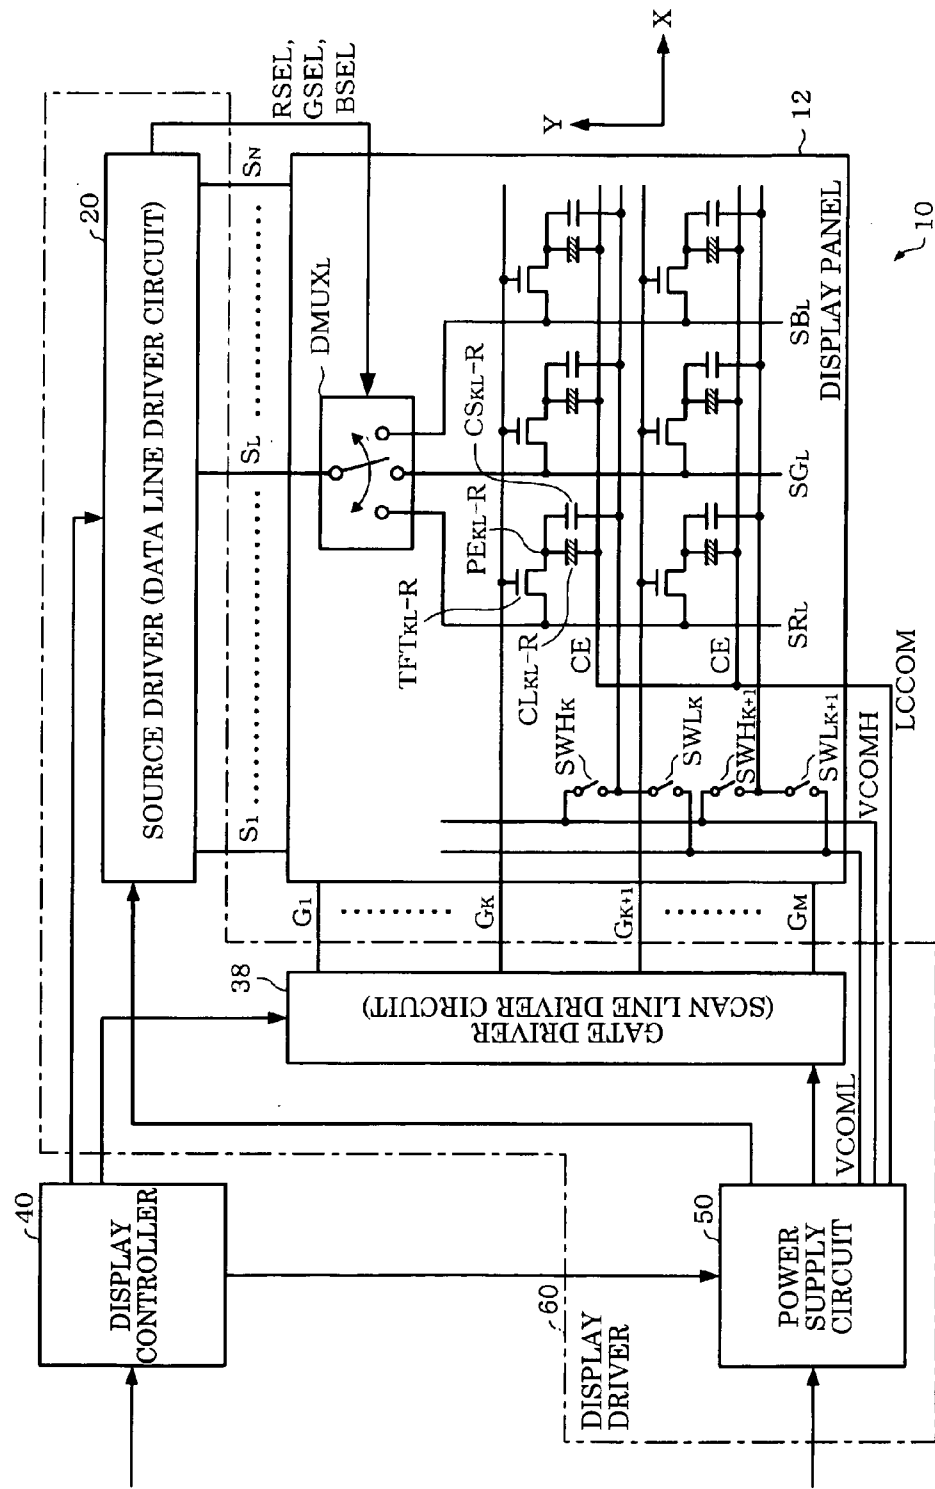 40
DISPLAY
CONTROLLER
60
DISPLAY
DRIVER
50
POWER
SUPPLY
CIRCUIT
20
SOURCE DRIVER (DATA LINE DRIVER CIRCUIT)
38
GATE DRIVER
(SCAN LINE DRIVER CIRCUIT)
VCOML
VCOMH
LCCOM
S1
SL
SN
RSEL,
GSEL,
BSEL
G1
GK
GK+1
GM
DMUXL
TFTKL-R
PEKL-R
CSKL-R
CLKL-R
CE
CE
SWHK
SWLK
SWHK+1
SWLK+1
SRL
SGL
SBL
DISPLAY PANEL
12
10
Y
X